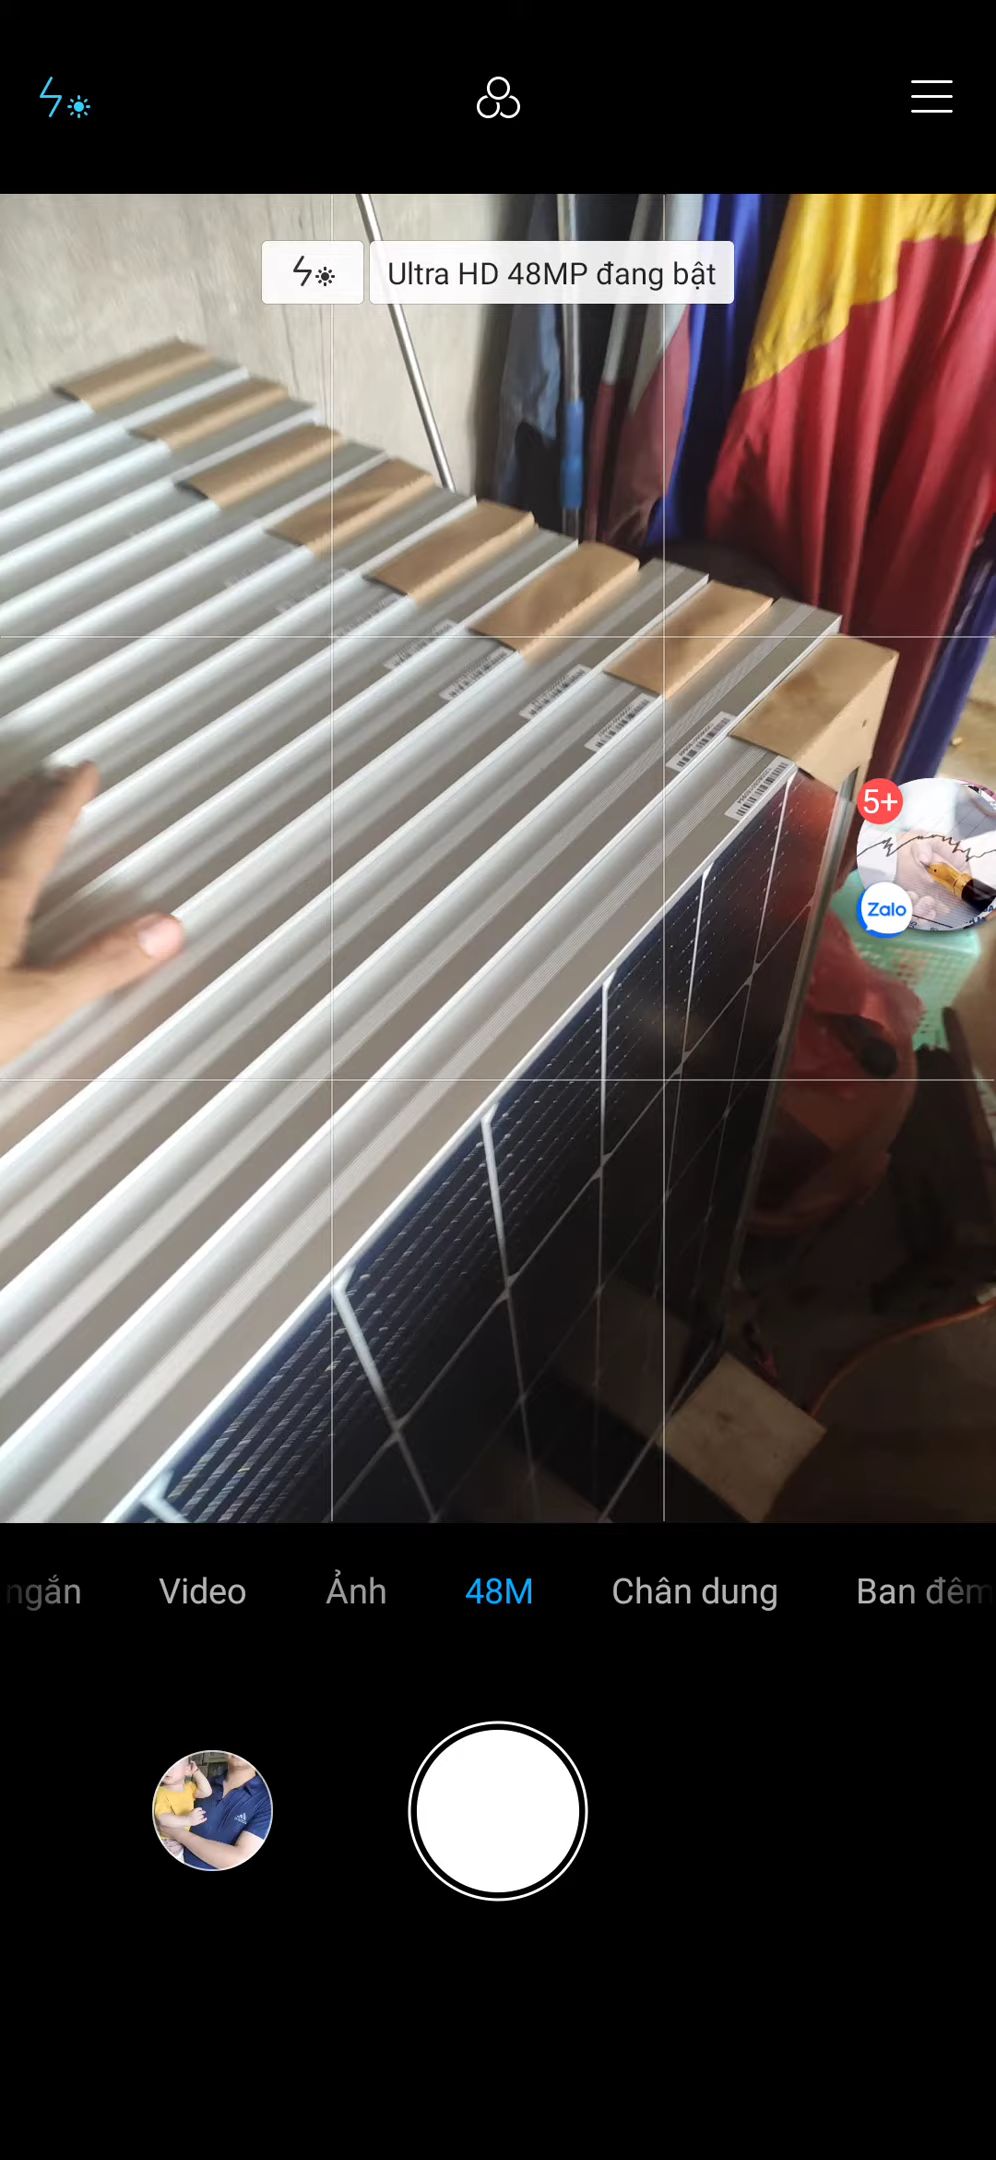 Ultra HD 48MP đang bật
5+
Zalo
ngắn
Video
Ảnh
48M
Chân dung
Ban đêm